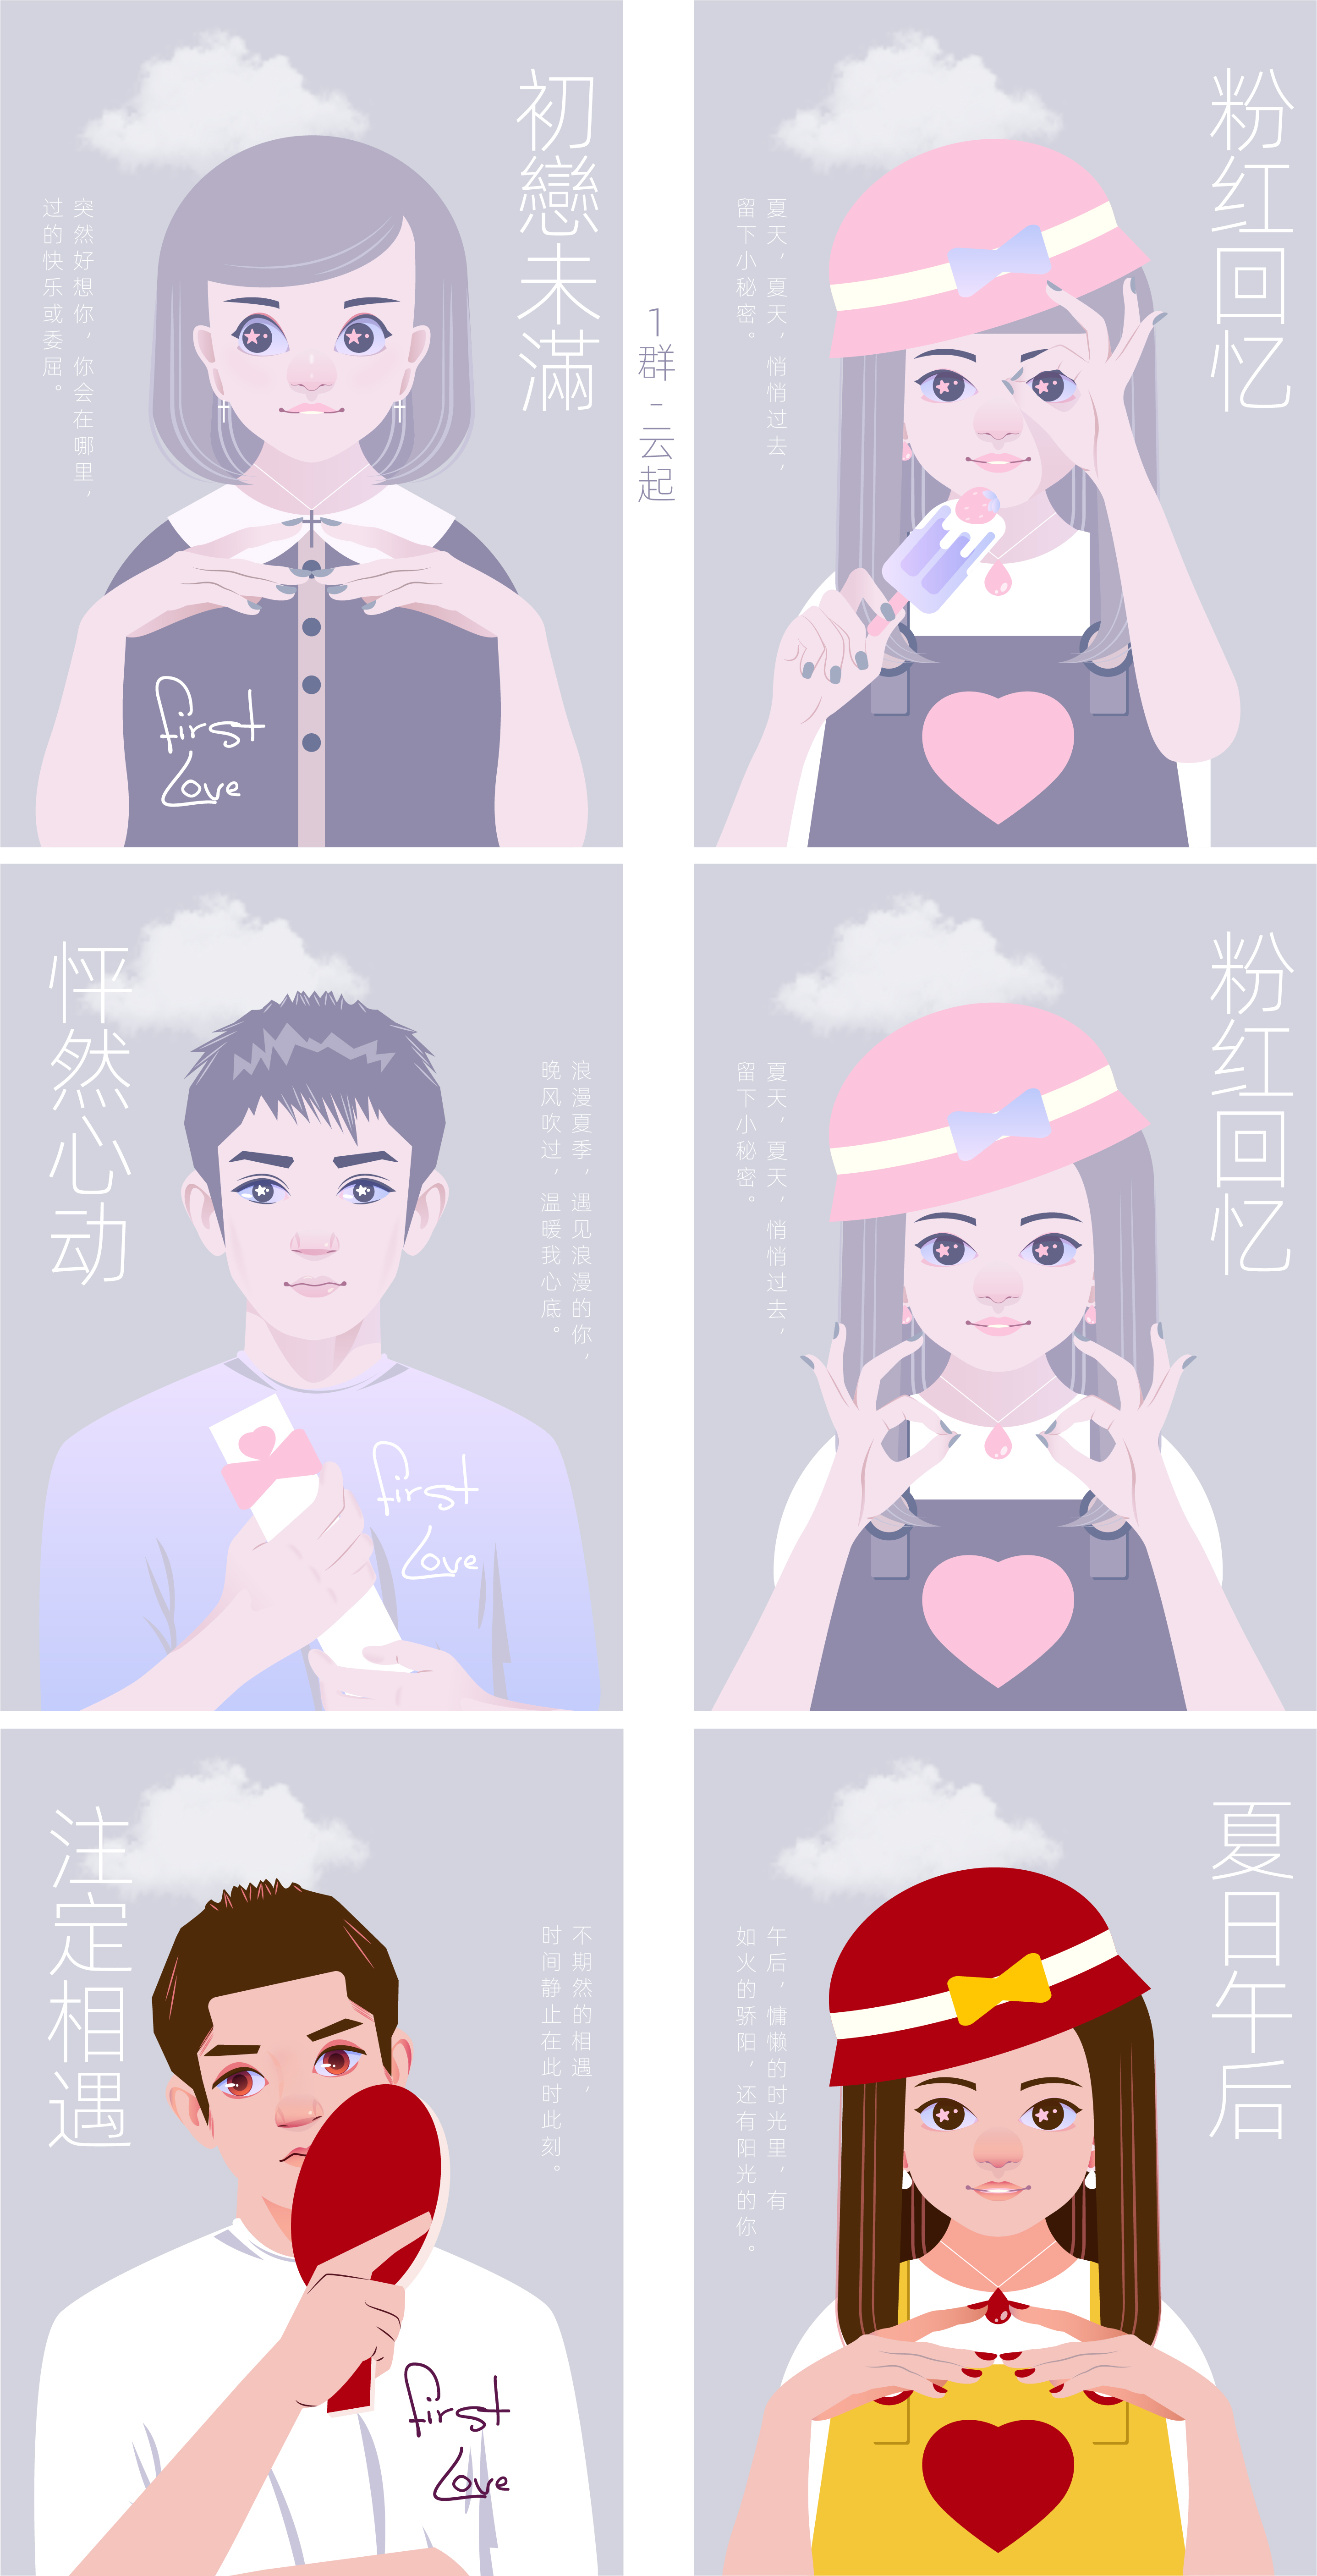 初戀未滿
突然好想你，你会在哪里，
过的快乐或委屈。
first
Love
1群-云起
粉红回忆
夏天，夏天，悄悄过去，
留下小秘密。
怦然心动
浪漫夏季，遇见浪漫的你，
晚风吹过，温暖我心底。
first
Love
粉红回忆
夏天，夏天，悄悄过去，
留下小秘密。
注定相遇
不期然的相遇，
时间静止在此时此刻。
first
Love
夏日午后
午后，慵懒的时光里，有
如火的骄阳，还有阳光的你。